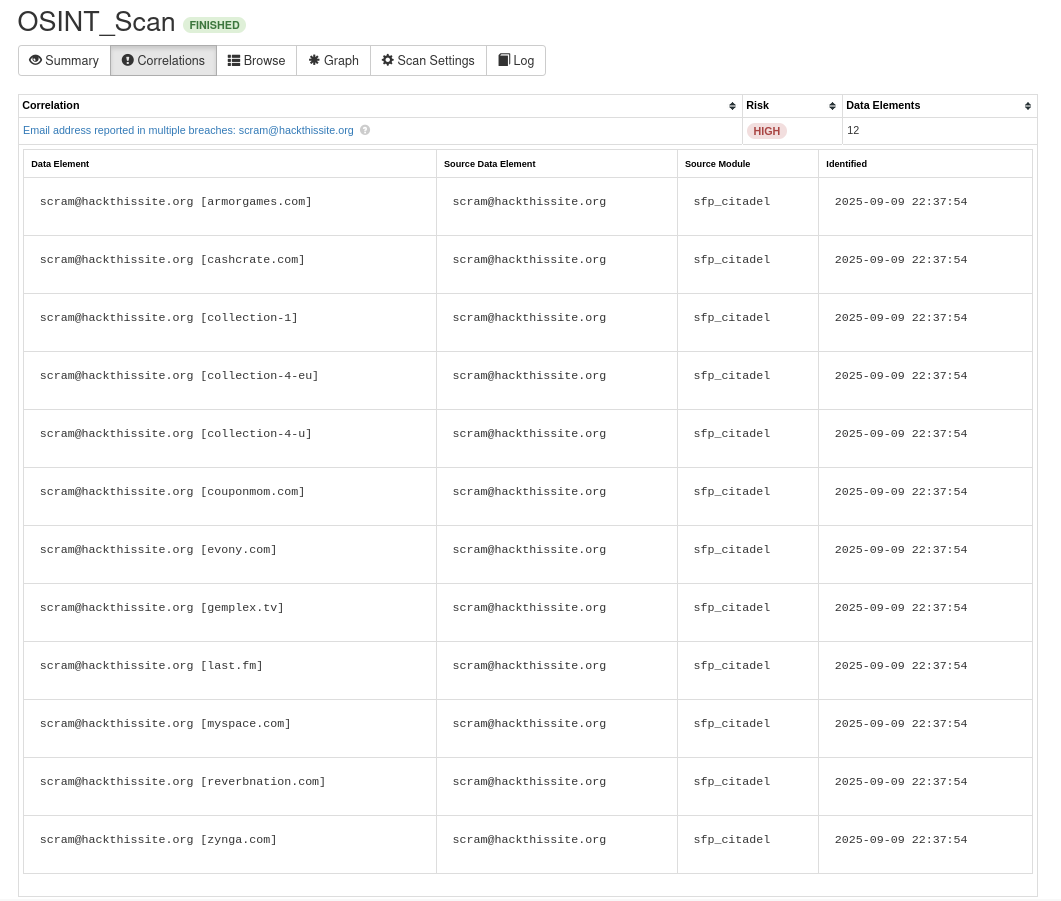 OSINT_Scan FINISHED
Summary Correlations Browse Graph Scan Settings Log
Correlation Risk Data Elements
Email address reported in multiple breaches: scram@hackthissite.org ? HIGH 12
Data Element Source Data Element Source Module Identified
scram@hackthissite.org [armorgames.com] scram@hackthissite.org sfp_citadel 2025-09-09 22:37:54
scram@hackthissite.org [cashcrate.com] scram@hackthissite.org sfp_citadel 2025-09-09 22:37:54
scram@hackthissite.org [collection-1] scram@hackthissite.org sfp_citadel 2025-09-09 22:37:54
scram@hackthissite.org [collection-4-eu] scram@hackthissite.org sfp_citadel 2025-09-09 22:37:54
scram@hackthissite.org [collection-4-u] scram@hackthissite.org sfp_citadel 2025-09-09 22:37:54
scram@hackthissite.org [couponmom.com] scram@hackthissite.org sfp_citadel 2025-09-09 22:37:54
scram@hackthissite.org [evony.com] scram@hackthissite.org sfp_citadel 2025-09-09 22:37:54
scram@hackthissite.org [gemplex.tv] scram@hackthissite.org sfp_citadel 2025-09-09 22:37:54
scram@hackthissite.org [last.fm] scram@hackthissite.org sfp_citadel 2025-09-09 22:37:54
scram@hackthissite.org [myspace.com] scram@hackthissite.org sfp_citadel 2025-09-09 22:37:54
scram@hackthissite.org [reverbnation.com] scram@hackthissite.org sfp_citadel 2025-09-09 22:37:54
scram@hackthissite.org [zynga.com] scram@hackthissite.org sfp_citadel 2025-09-09 22:37:54